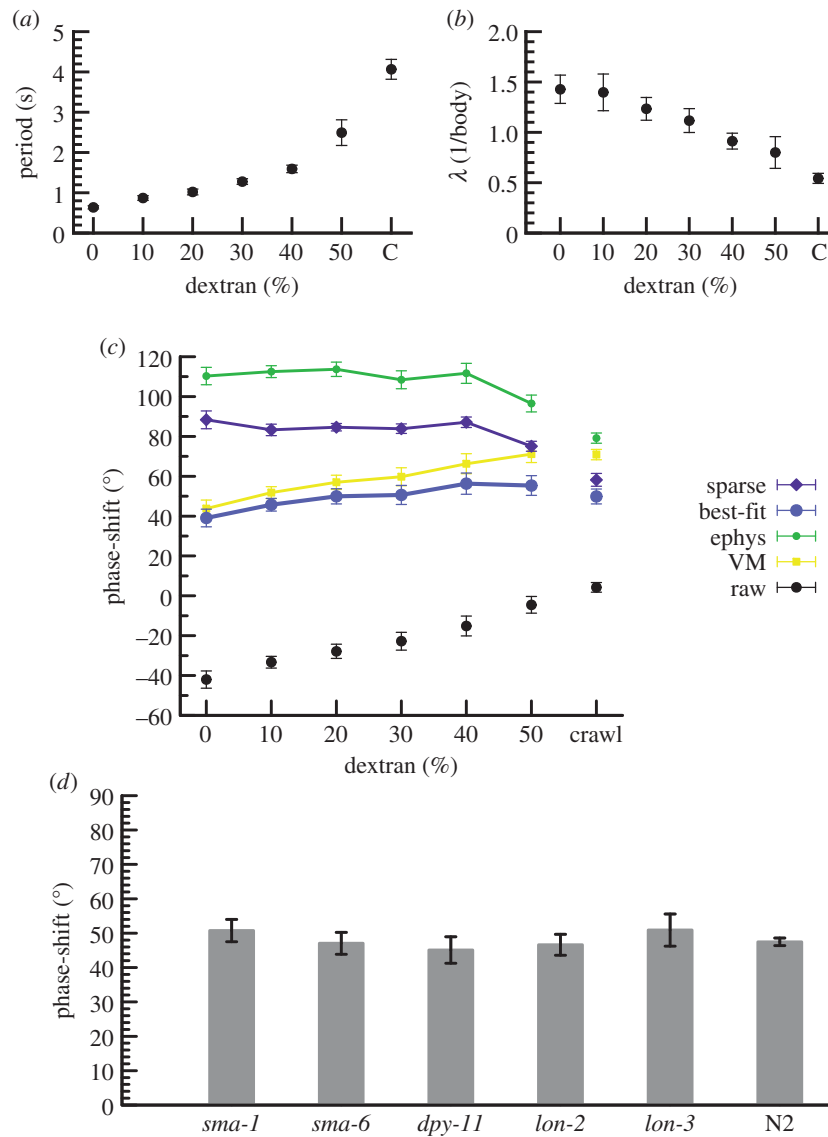 (a)
5
4
3
2
1
0
period (s)
0 10 20 30 40 50 C
dextran (%)
(b)
2.0
1.5
1.0
0.5
0
λ (1/body)
0 10 20 30 40 50 C
dextran (%)
(c)
120
100
80
60
40
20
0
–20
–40
–60
phase-shift (°)
0 10 20 30 40 50 crawl
dextran (%)
sparse
best-fit
ephys
VM
raw
(d)
90
80
70
60
50
40
30
20
10
0
phase-shift (°)
sma-1 sma-6 dpy-11 lon-2 lon-3 N2